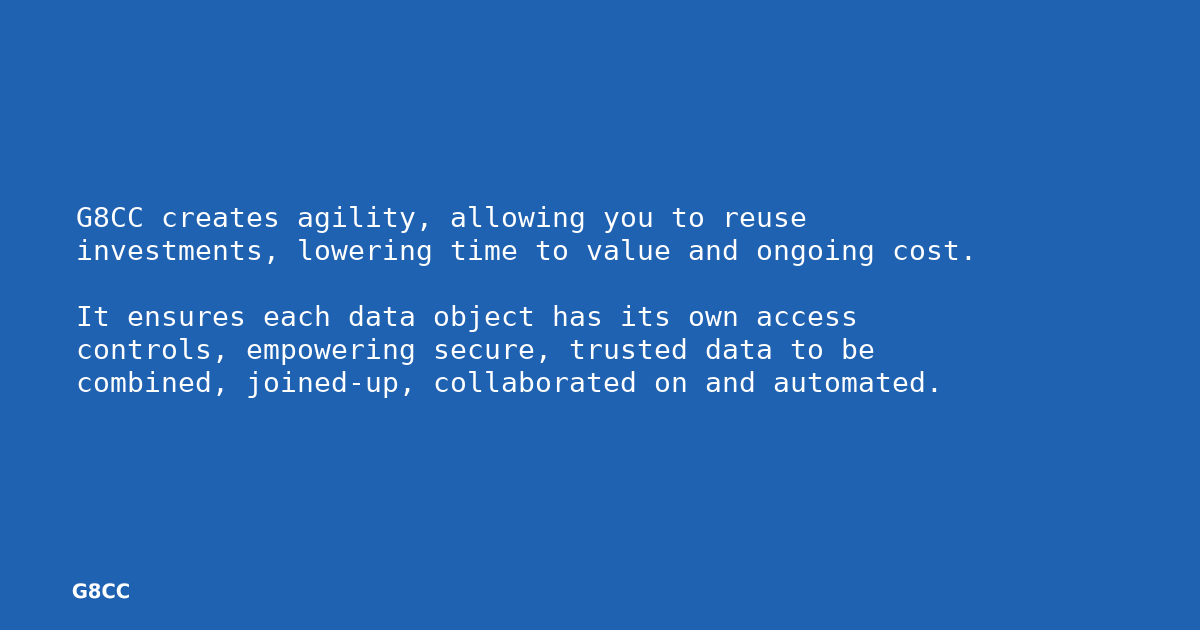 G8CC creates agility, allowing you to reuse
investments, lowering time to value and ongoing cost.
It ensures each data object has its own access
controls, empowering secure, trusted data to be
combined, joined-up, collaborated on and automated.
G8CC